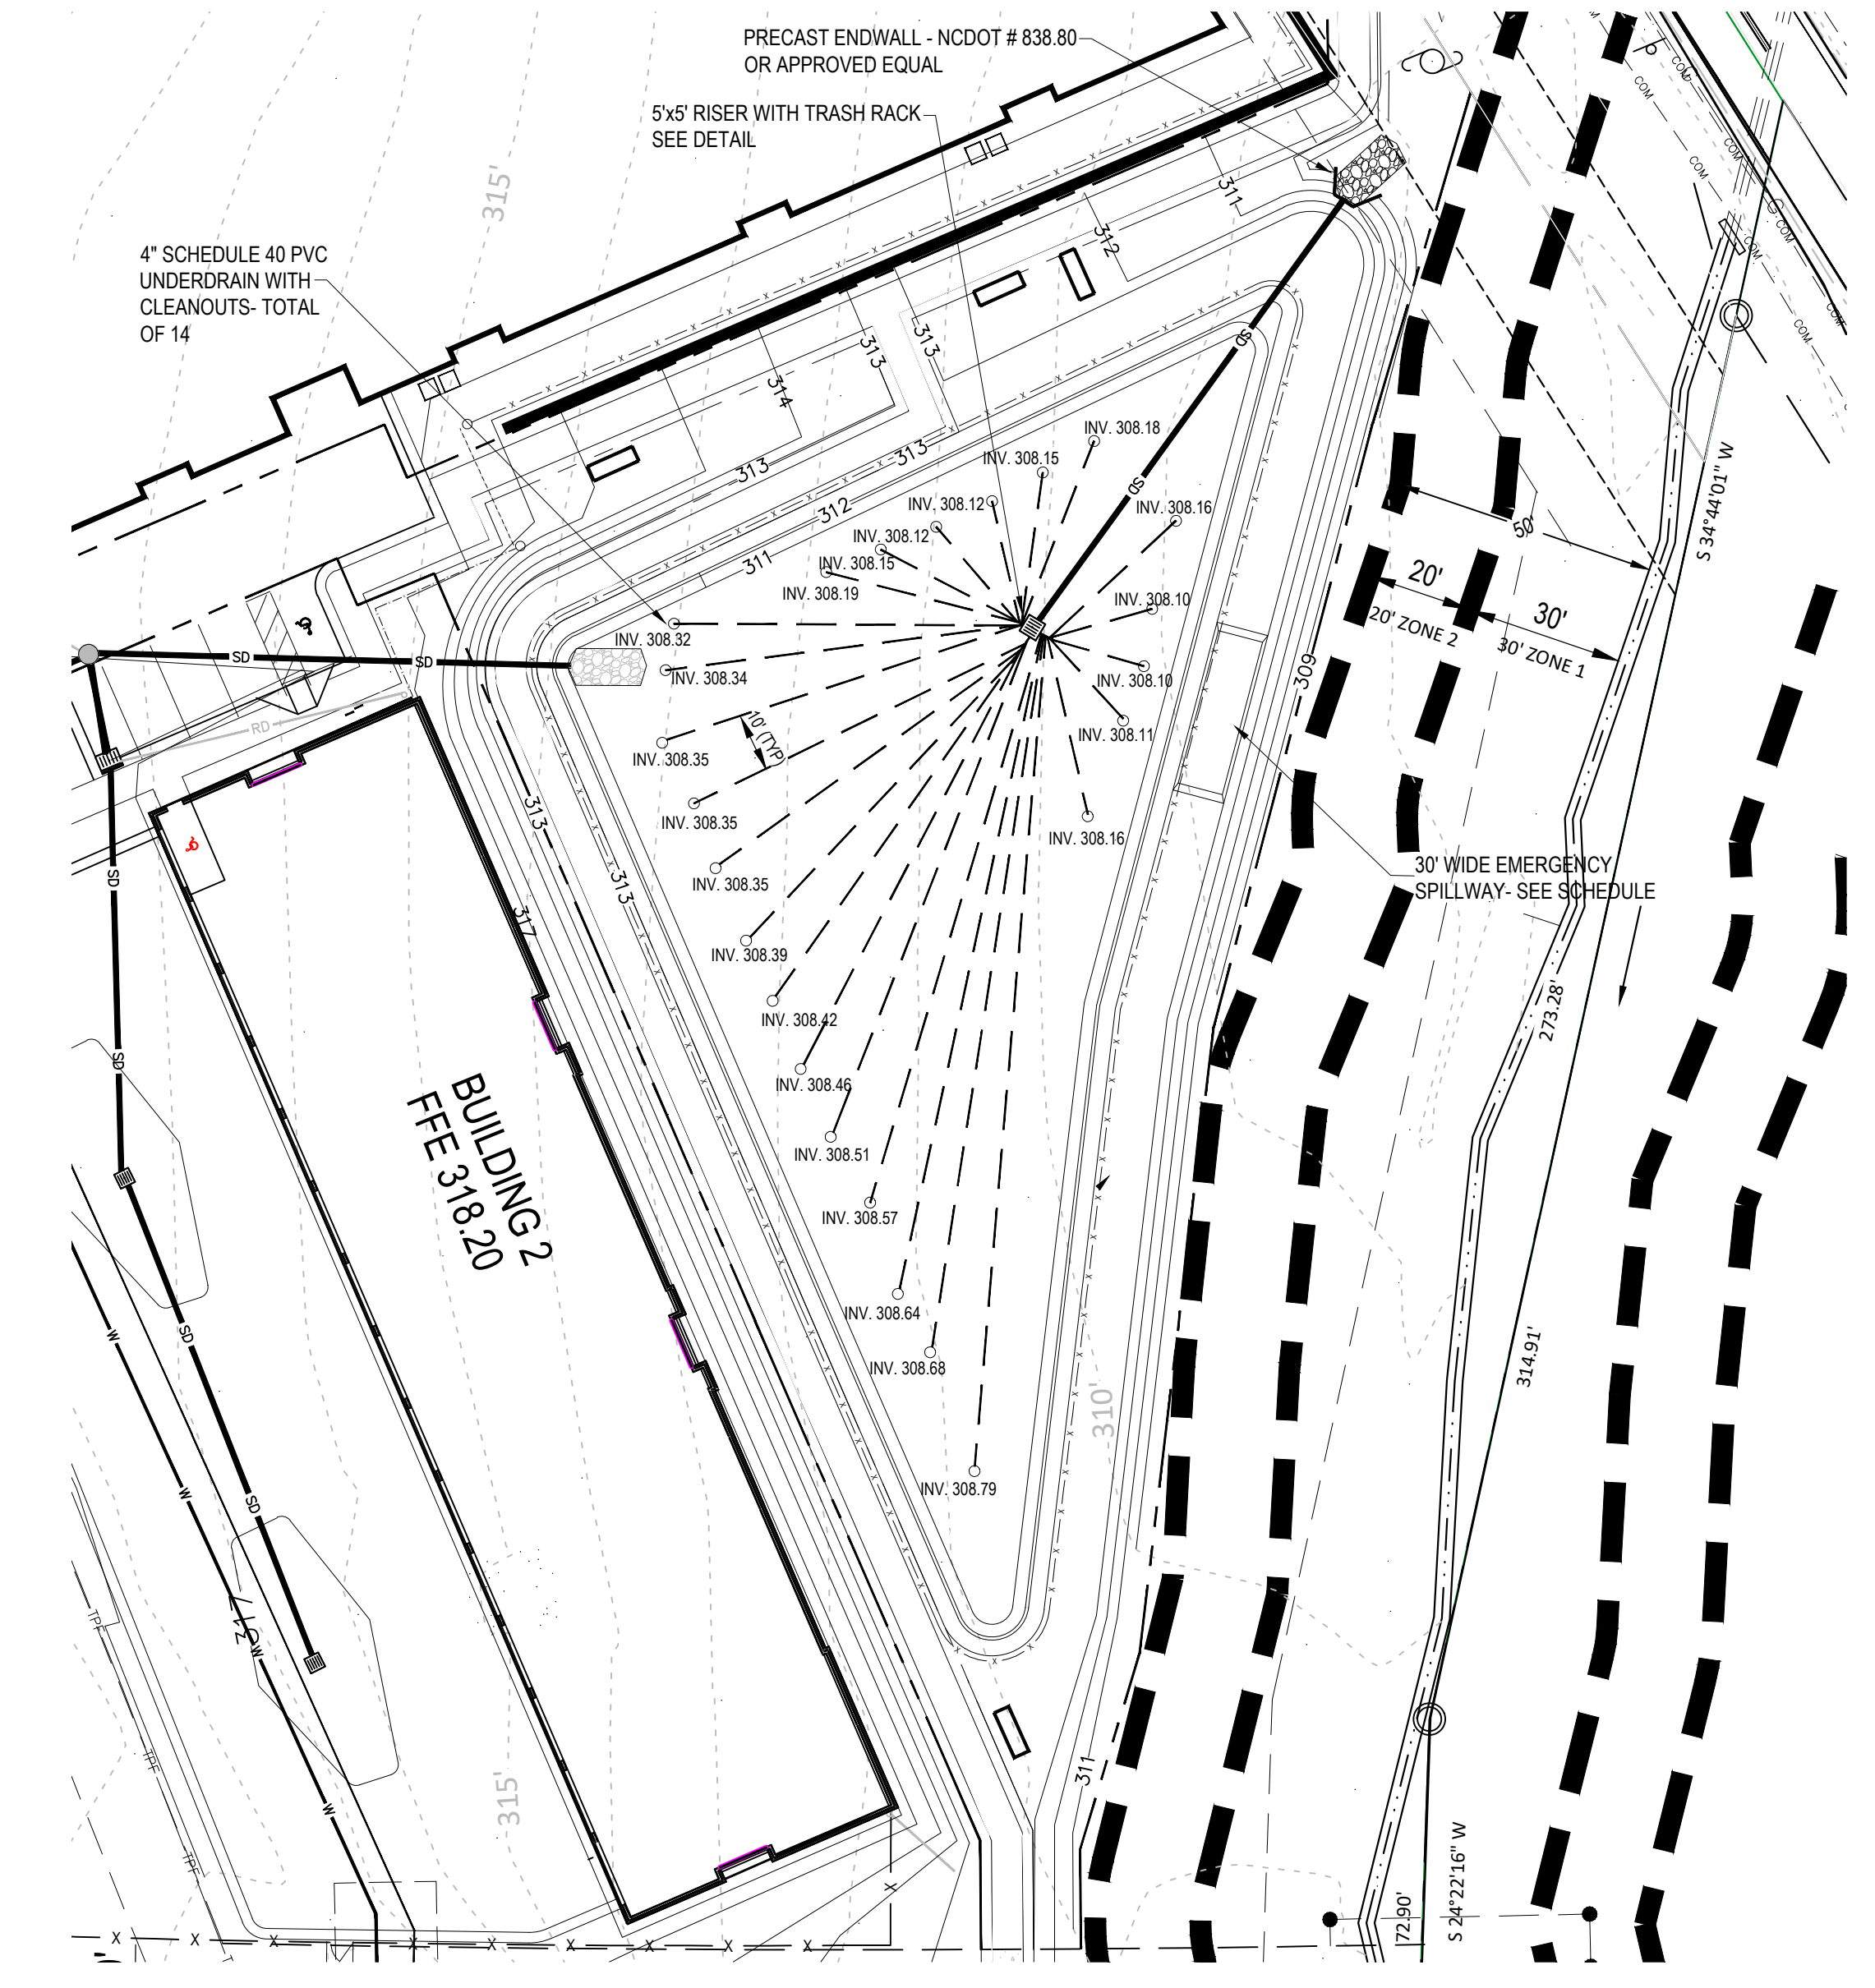 PRECAST ENDWALL - NCDOT # 838.80
OR APPROVED EQUAL
5'x5' RISER WITH TRASH RACK
SEE DETAIL
4" SCHEDULE 40 PVC
UNDERDRAIN WITH
CLEANOUTS- TOTAL
OF 14
315'
311
312
313
313
314
313
313
312
311
COM
COM
COM
COM
COM
COM
COM
COM
G
P
SD
SD
INV. 308.18
INV. 308.15
INV. 308.12
INV. 308.16
INV. 308.12
INV. 308.15
INV. 308.19
INV. 308.10
INV. 308.32
INV. 308.34
INV. 308.10
INV. 308.11
INV. 308.35
INV. 308.35
INV. 308.16
INV. 308.35
INV. 308.39
INV. 308.42
INV. 308.46
INV. 308.51
INV. 308.57
INV. 308.64
INV. 308.68
INV. 308.79
10' (TYP)
SD
SD
RD
SD
SD
SD
SD
50'
20'
20' ZONE 2
30'
30' ZONE 1
S 34°44'01" W
309
30' WIDE EMERGENCY
SPILLWAY- SEE SCHEDULE
313
313
317
BUILDING 2
FFE 318.20
273.28'
314.91'
310'
W
W
W
W
317
TPF
TPF
TPF
315'
311
72.90'
S 24°22'16" W
X
X
X
X
X
X
X
X
X
X
X